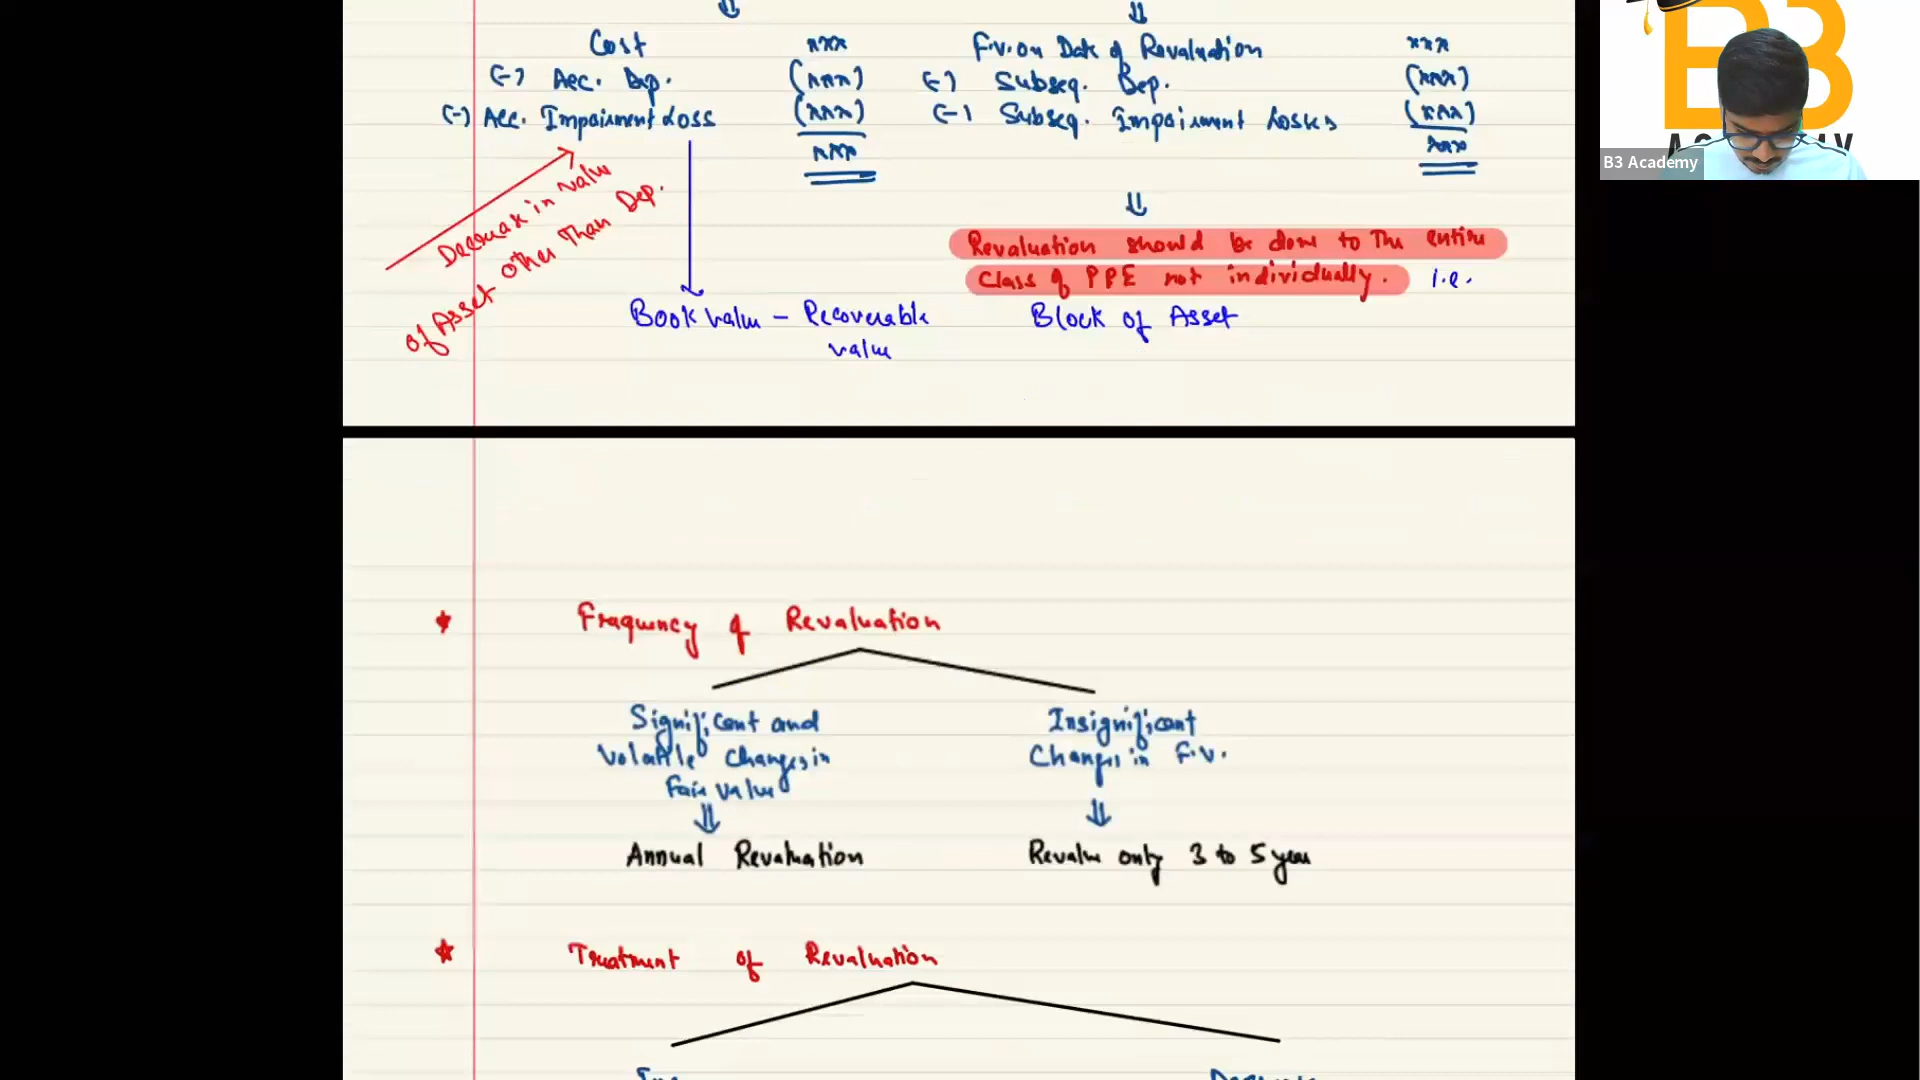 Cost xxx
(-) Acc. Dep. (xxx)
(-) Acc. Impairment Loss (xxx)
xxx
F.v. on Date of Revaluation xxx
(-) Subseq. Dep. (xxx)
(-) Subseq. Impairment Losses (xxx)
xxx
Decrease in value
of Asset other Than Dep.
Book value - Recoverable
value
Revaluation should be done to The entire
Class of PPE not individually. i.e.
Block of Asset
Frequency of Revaluation
Significant and
Volatile Changes in
Fair value
Annual Revaluation
Insignificant
Changes in F.v.
Revalue only 3 to 5 year
Treatment of Revaluation
B3
B3 Academy